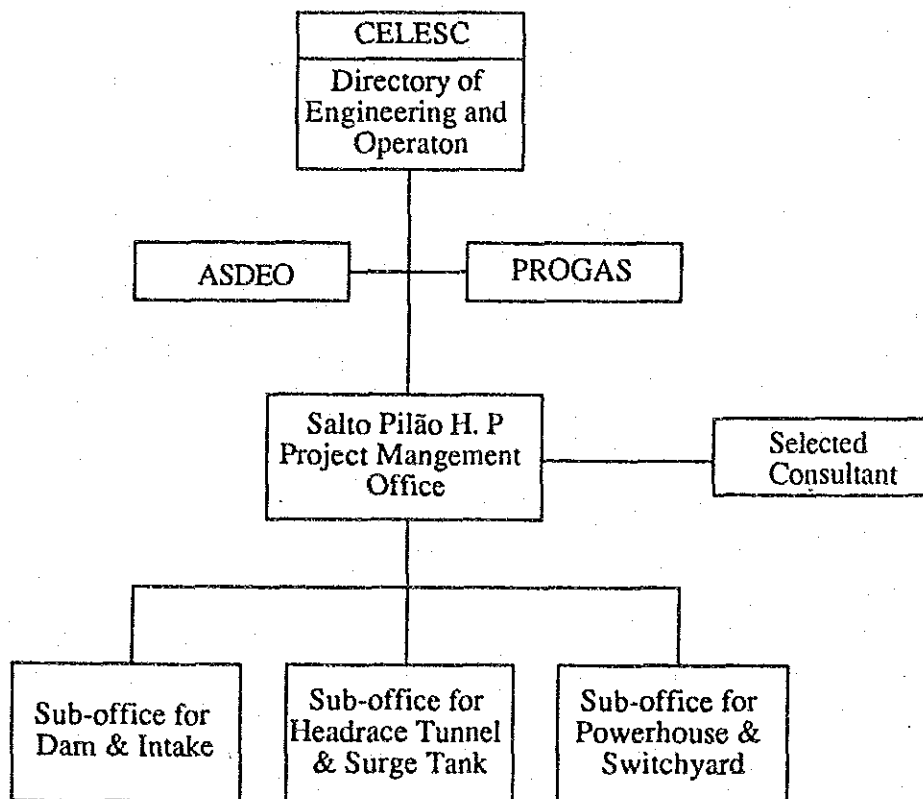 CELESC
Directory of
Engineering and
Operaton
ASDEO
PROGAS
Salto Pilão H. P
Project Mangement
Office
Selected
Consultant
Sub-office for
Dam & Intake
Sub-office for
Headrace Tunnel
& Surge Tank
Sub-office for
Powerhouse &
Switchyard